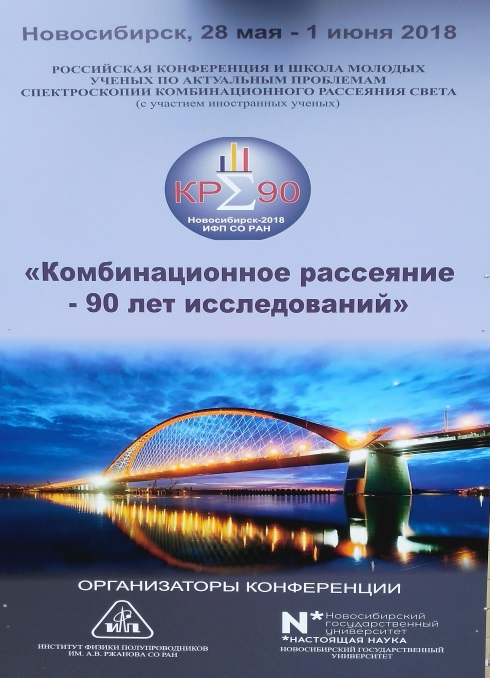 Новосибирск, 28 мая - 1 июня 2018
РОССИЙСКАЯ КОНФЕРЕНЦИЯ И ШКОЛА МОЛОДЫХ
УЧЕНЫХ ПО АКТУАЛЬНЫМ ПРОБЛЕМАМ
СПЕКТРОСКОПИИ КОМБИНАЦИОННОГО РАССЕЯНИЯ СВЕТА
(с участием иностранных ученых)
КР Σ 90
Новосибирск-2018
ИФП СО РАН
«Комбинационное рассеяние
- 90 лет исследований»
ОРГАНИЗАТОРЫ КОНФЕРЕНЦИИ
ИФП
ИНСТИТУТ ФИЗИКИ ПОЛУПРОВОДНИКОВ
ИМ. А.В. РЖАНОВА СО РАН
N* Новосибирский
государственный
университет
*НАСТОЯЩАЯ НАУКА
НОВОСИБИРСКИЙ ГОСУДАРСТВЕННЫЙ
УНИВЕРСИТЕТ